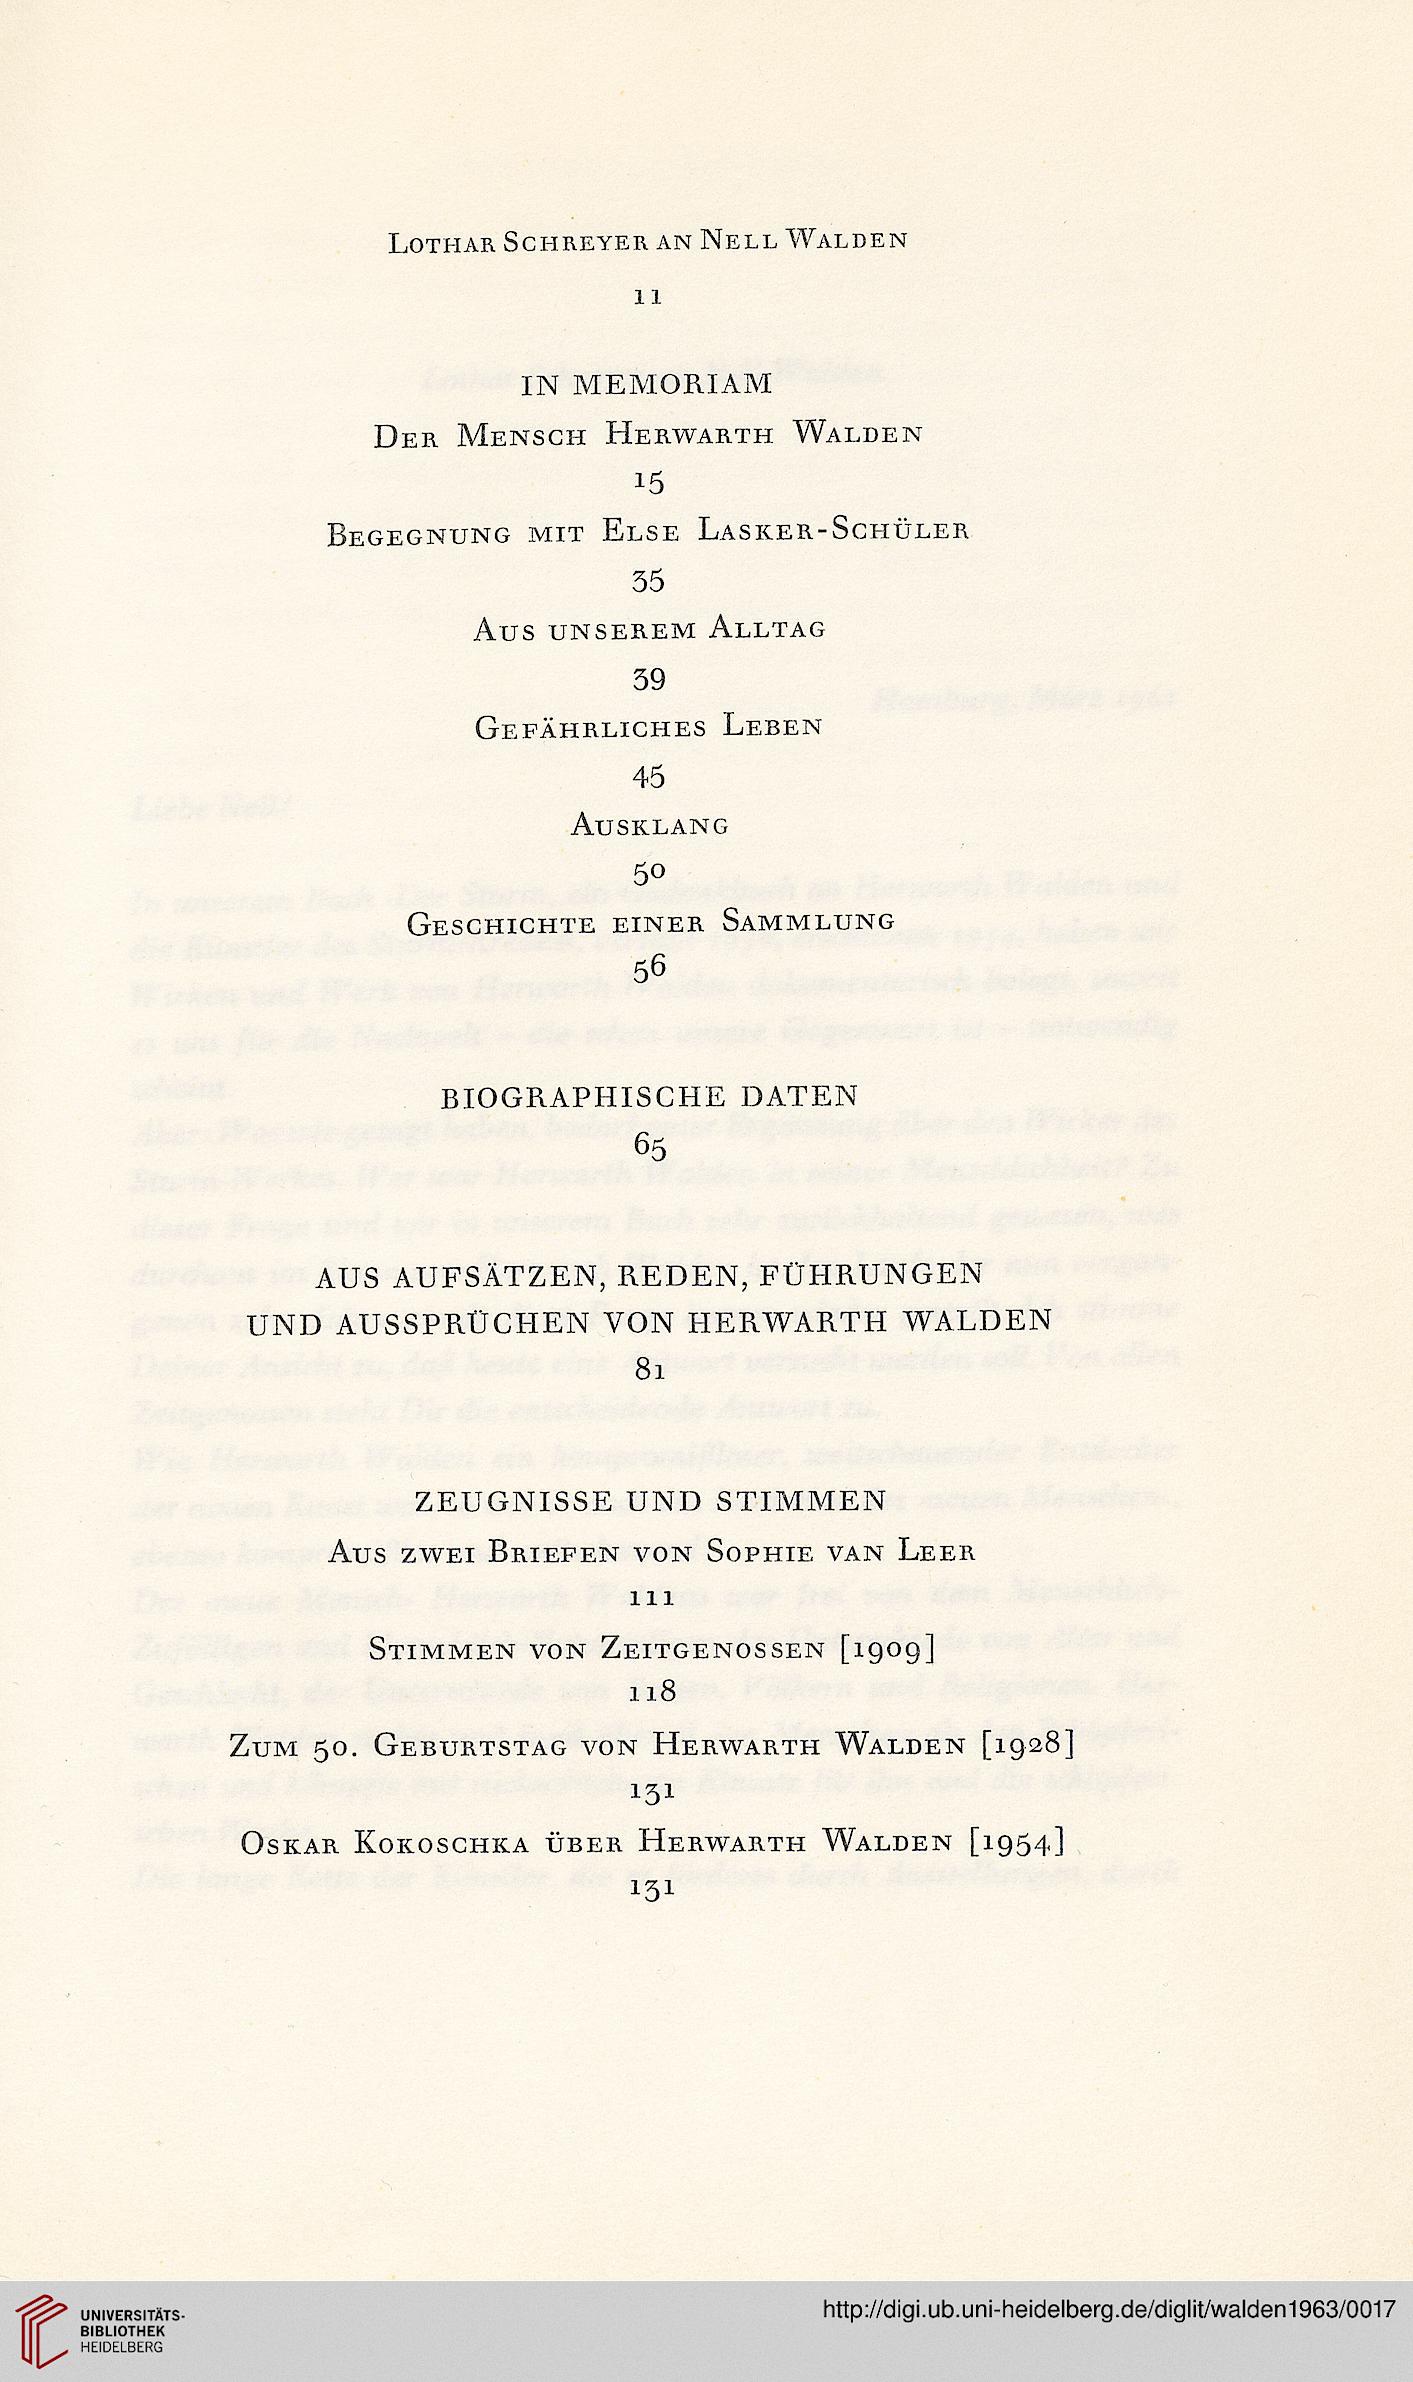 Lothar Schreyer an Nell Walden
11
IN MEMORIAM
Der Mensch Herwarth Walden
15
Begegnung mit Else Lasker-Schüler
35
Aus unserem Alltag
39
Gefährliches Leben
45
Ausklang
50
Geschichte einer Sammlung
56
BIOGRAPHISCHE DATEN
65
AUS AUFSÄTZEN, REDEN, FÜHRUNGEN
UND AUSSPRÜCHEN VON HERWARTH WALDEN
81
ZEUGNISSE UND STIMMEN
Aus zwei Briefen von Sophie van Leer
111
Stimmen von Zeitgenossen [1909]
118
Zum 50. Geburtstag von Herwarth Walden [1928]
131
Oskar Kokoschka über Herwarth Walden [1954]
131
UNIVERSITÄTS-
BIBLIOTHEK
HEIDELBERG
http://digi.ub.uni-heidelberg.de/diglit/walden1963/0017